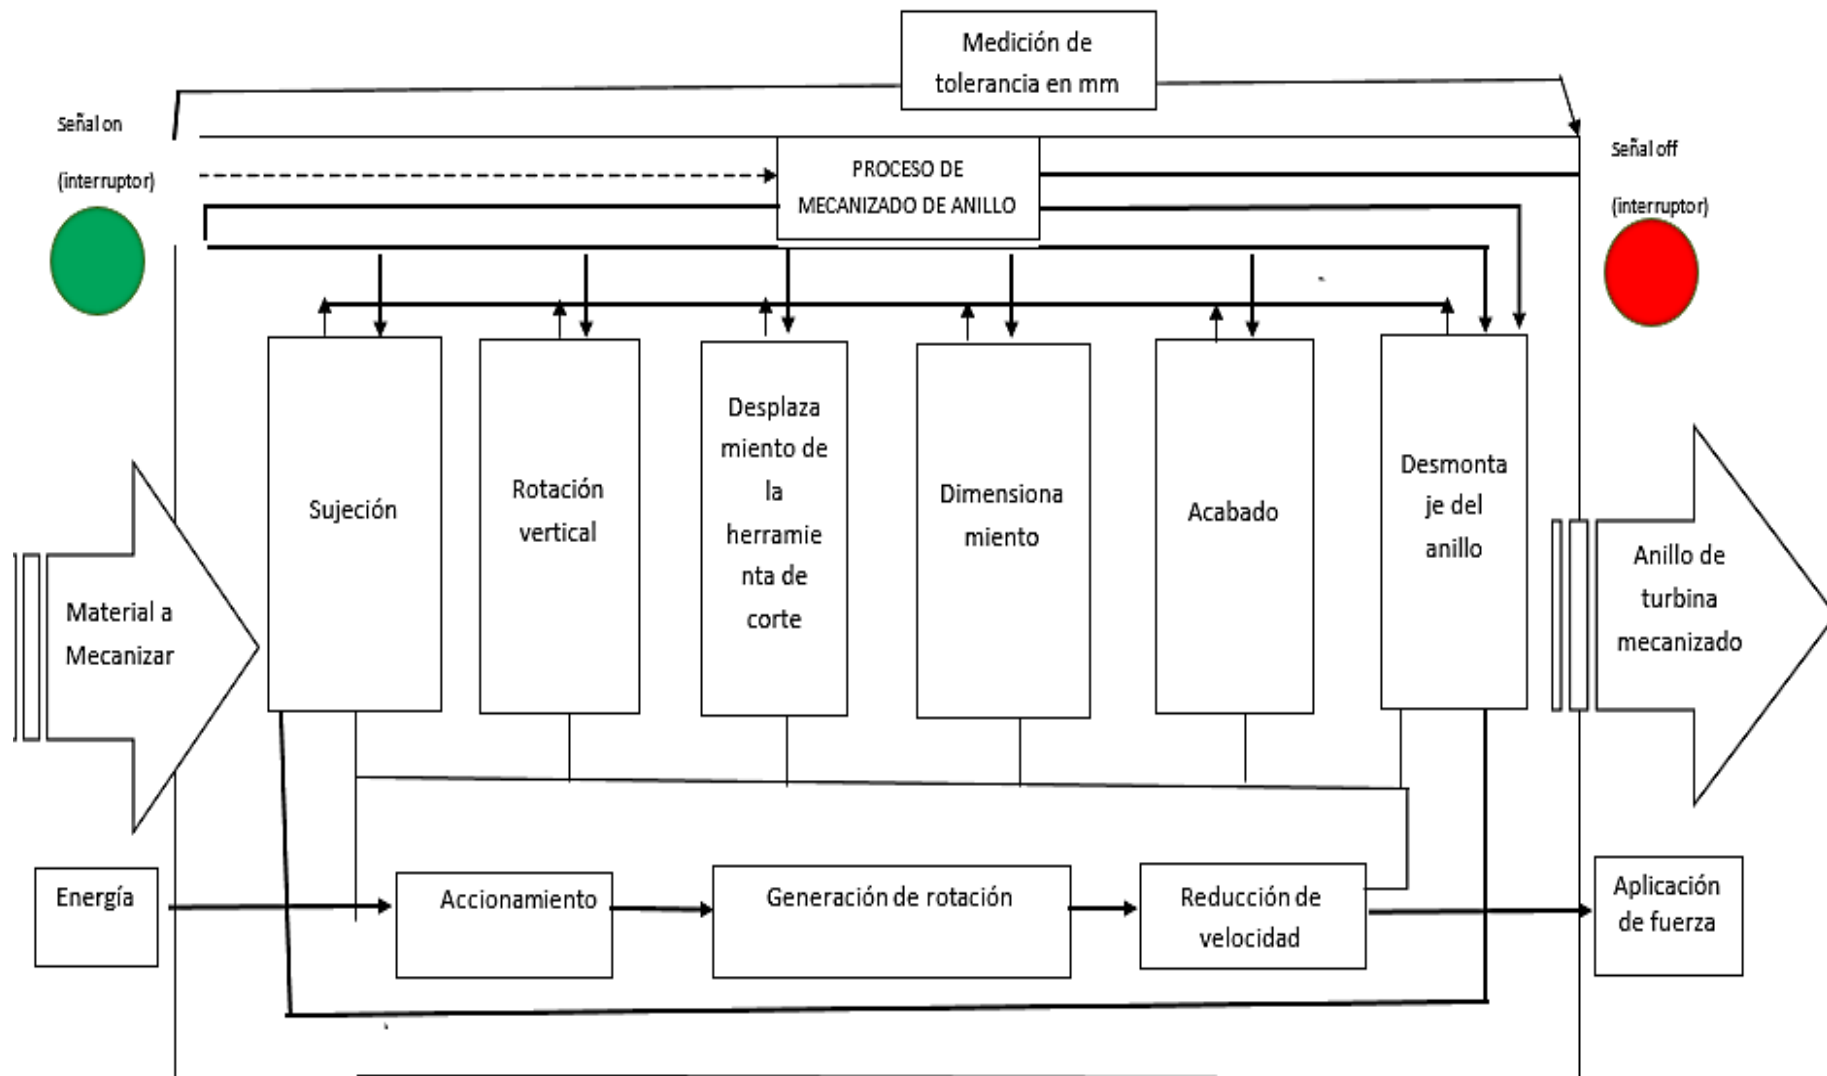 Medición de
tolerancia en mm
Señal on
(interruptor)
Señal off
(interruptor)
PROCESO DE
MECANIZADO DE ANILLO
Sujeción
Rotación
vertical
Desplaza
miento de
la
herramie
nta de
corte
Dimensiona
miento
Acabado
Desmonta
je del
anillo
Material a
Mecanizar
Anillo de
turbina
mecanizado
Energía
Accionamiento
Generación de rotación
Reducción de
velocidad
Aplicación
de fuerza